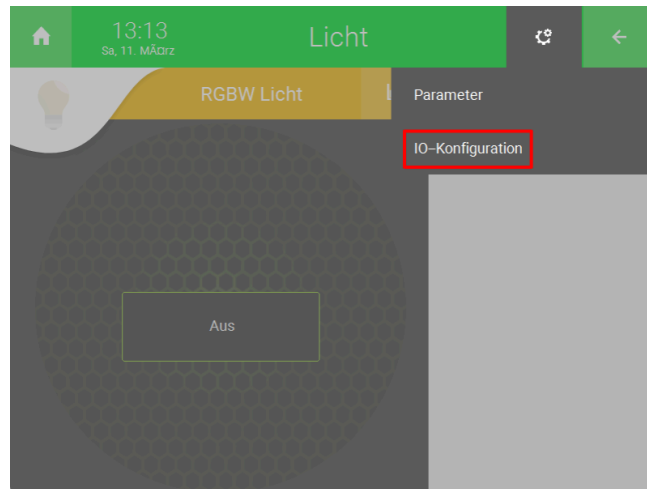 13:13
Sa, 11. MÃ¤rz
Licht
RGBW Licht
Parameter
IO-Konfiguration
Aus